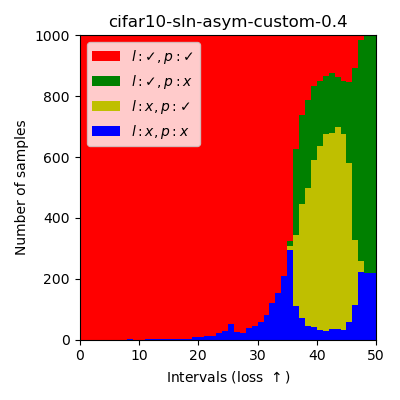 cifar10-sln-asym-custom-0.4
1000
800
600
400
200
0
Number of samples
l : ✓, p : ✓
l : ✓, p : x
l : x, p : ✓
l : x, p : x
0 10 20 30 40 50
Intervals (loss ↑)